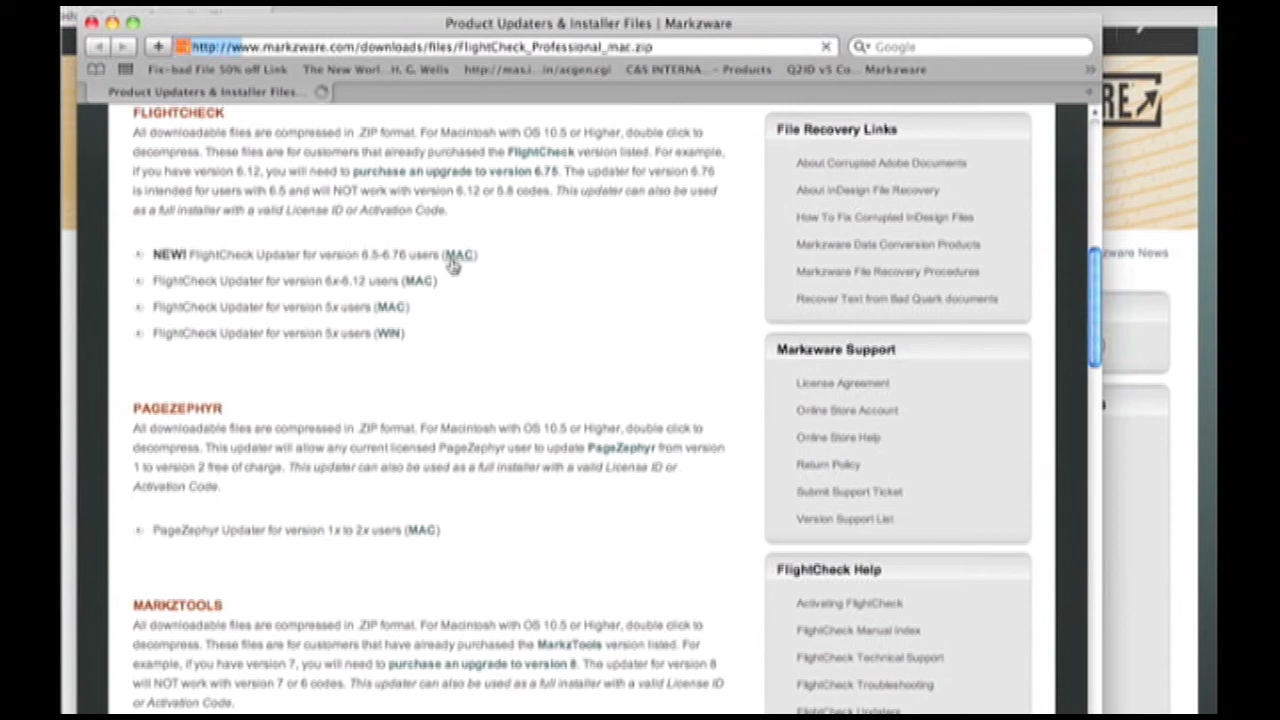 Product Updaters & Installer Files | Markzware
http://www.markzware.com/downloads/files/FlightCheck_Professional_mac.zip
Google
Fix-bad File 50% off Link
The New Worl...H. G. Wells
http://mas.i...in/acgen.cgi
C&S INTERNA... - Products
Q2ID v5 Co... Markzware
Product Updaters & Installer Files...
FLIGHTCHECK
All downloadable files are compressed in .ZIP format. For Macintosh with OS 10.5 or Higher, double click to
decompress. These files are for customers that already purchased the FlightCheck version listed. For example,
if you have version 6.12, you will need to purchase an upgrade to version 6.75. The updater for version 6.76
is intended for users with 6.5 and will NOT work with version 6.12 or 5.8 codes. This updater can also be used
as a full installer with a valid License ID or Activation Code.
NEW! FlightCheck Updater for version 6.5-6.76 users (MAC)
FlightCheck Updater for version 6x-6.12 users (MAC)
FlightCheck Updater for version 5x users (MAC)
FlightCheck Updater for version 5x users (WIN)
PAGEZEPHYR
All downloadable files are compressed in .ZIP format. For Macintosh with OS 10.5 or Higher, double click to
decompress. This updater will allow any current licensed PageZephyr user to update PageZephyr from version
1 to version 2 free of charge. This updater can also be used as a full installer with a valid License ID or
Activation Code.
PageZephyr Updater for version 1x to 2x users (MAC)
MARKZTOOLS
All downloadable files are compressed in .ZIP format. For Macintosh with OS 10.5 or Higher, double click to
decompress. These files are for customers that have already purchased the MarkzTools version listed. For
example, if you have version 7, you will need to purchase an upgrade to version 8. The updater for version 8
will NOT work with version 7 or 6 codes. This updater can also be used as a full installer with a valid License ID
or Activation Code.
File Recovery Links
About Corrupted Adobe Documents
About InDesign File Recovery
How To Fix Corrupted InDesign Files
Markzware Data Conversion Products
Markzware File Recovery Procedures
Recover Text from Bad Quark documents
Markzware Support
License Agreement
Online Store Account
Online Store Help
Return Policy
Submit Support Ticket
Version Support List
FlightCheck Help
Activating FlightCheck
FlightCheck Manual Index
FlightCheck Technical Support
FlightCheck Troubleshooting
FlightCheck Updaters
RE
zware News